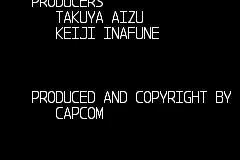 PRODUCERS
TAKUYA AIZU
KEIJI INAFUNE
PRODUCED AND COPYRIGHT BY
CAPCOM